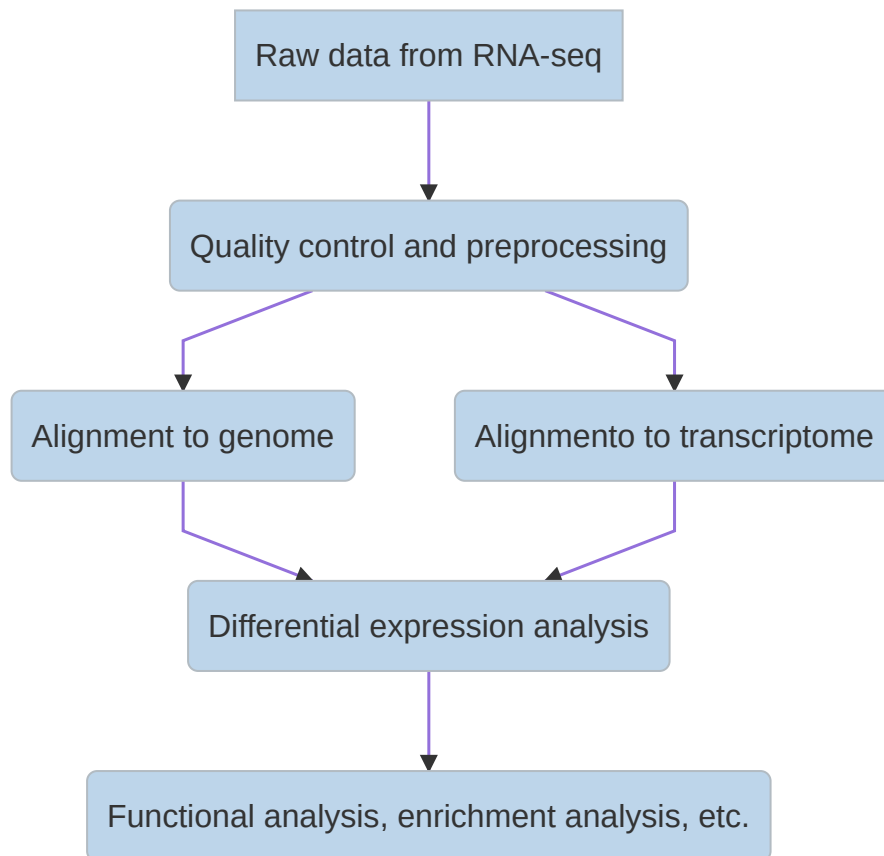 Raw data from RNA-seq
Quality control and preprocessing
Alignment to genome
Alignmento to transcriptome
Differential expression analysis
Functional analysis, enrichment analysis, etc.